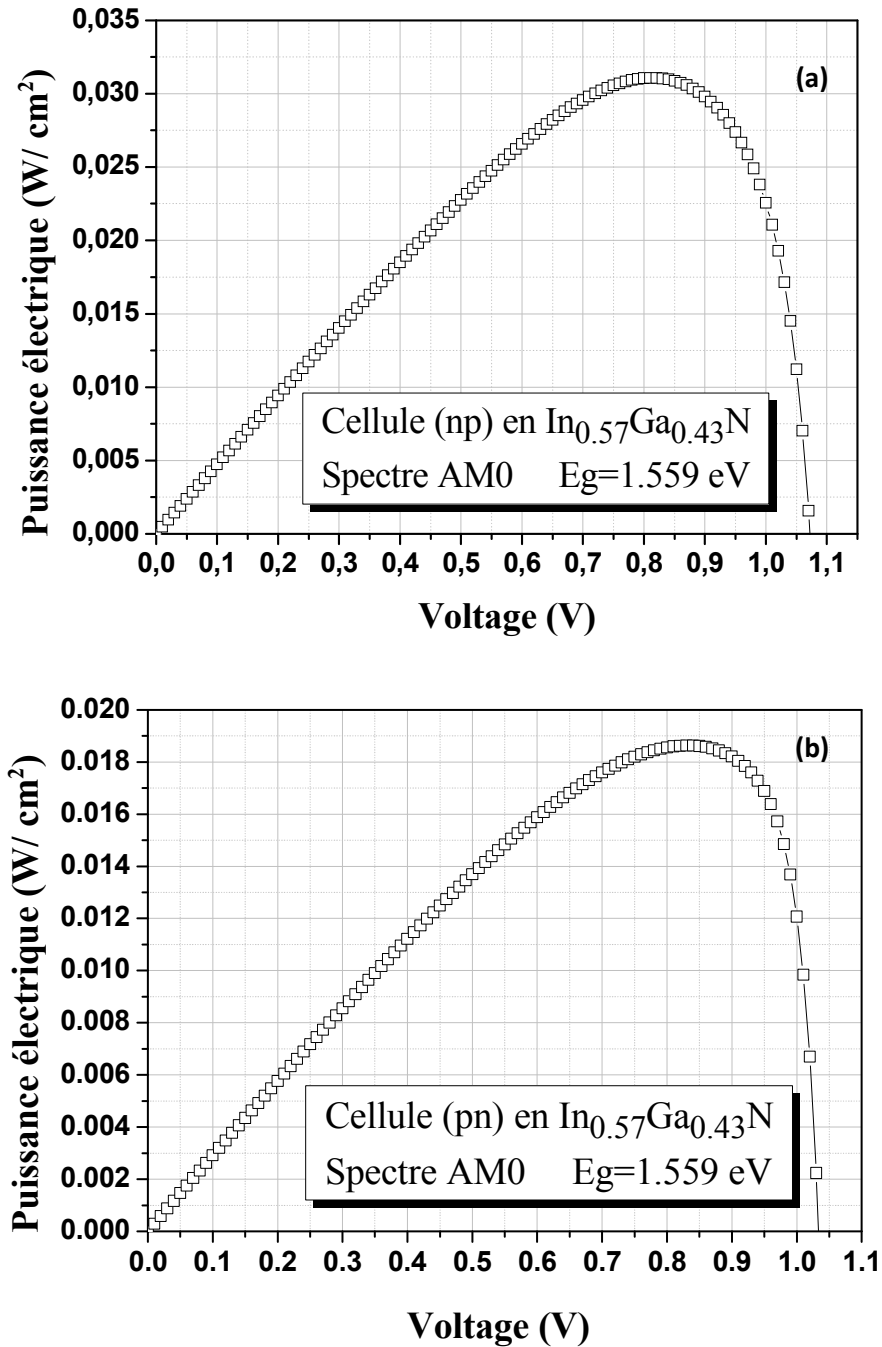 0,035
0,030
0,025
0,020
0,015
0,010
0,005
0,000
Puissance électrique (W/ cm²)
(a)
Cellule (np) en In₀.₅₇Ga₀.₄₃N
Spectre AM0 Eg=1.559 eV
0,0 0,1 0,2 0,3 0,4 0,5 0,6 0,7 0,8 0,9 1,0 1,1
Voltage (V)
0.020
0.018
0.016
0.014
0.012
0.010
0.008
0.006
0.004
0.002
0.000
Puissance électrique (W/ cm²)
(b)
Cellule (pn) en In₀.₅₇Ga₀.₄₃N
Spectre AM0 Eg=1.559 eV
0.0 0.1 0.2 0.3 0.4 0.5 0.6 0.7 0.8 0.9 1.0 1.1
Voltage (V)